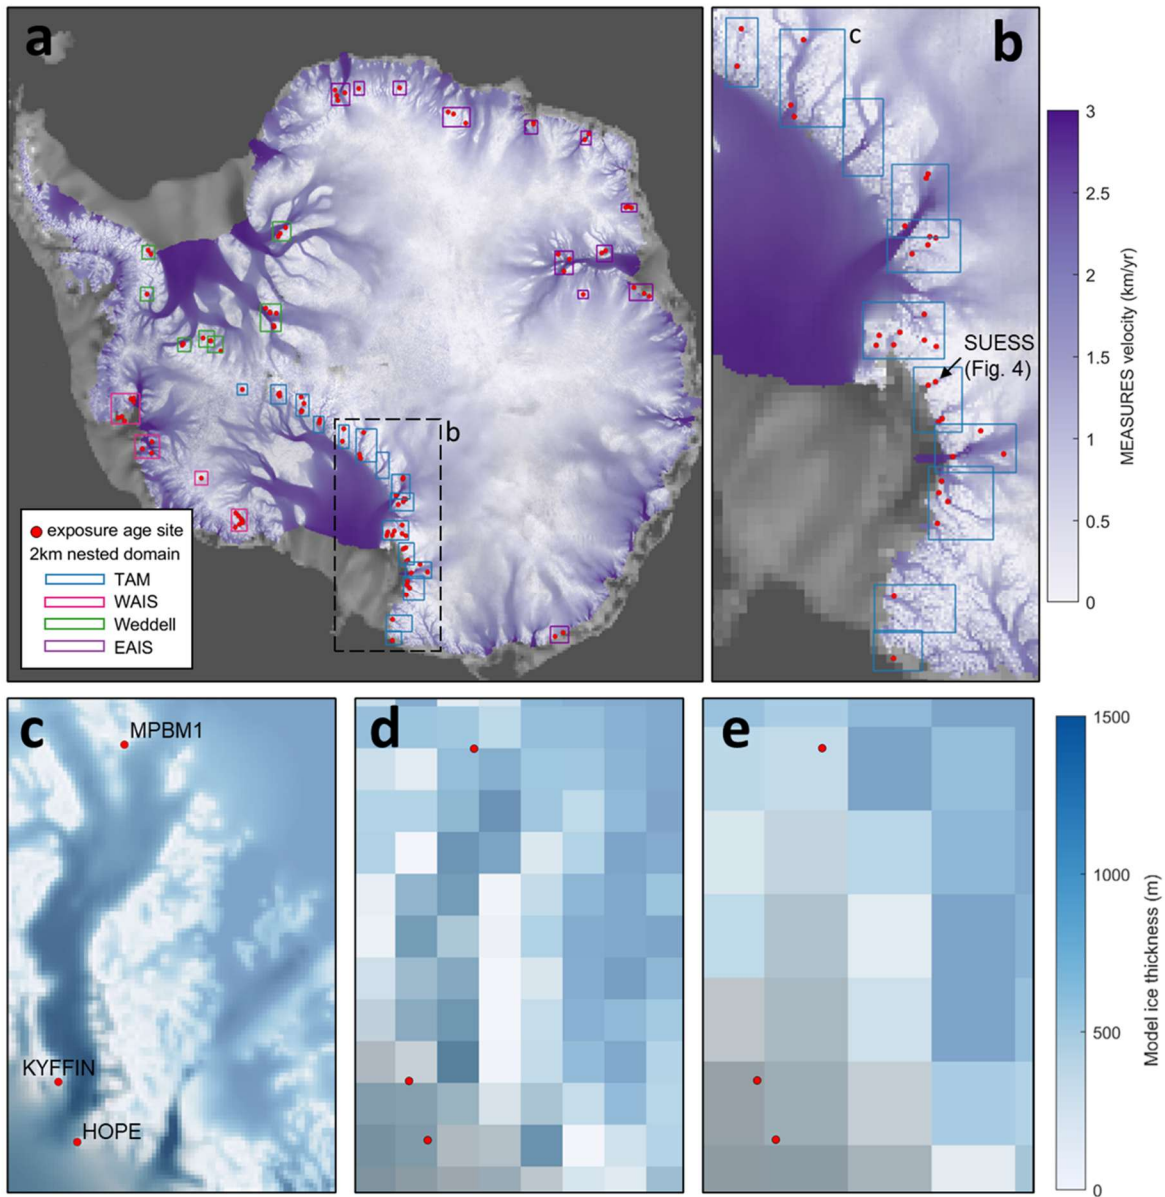 a
b
exposure age site
2km nested domain
TAM
WAIS
Weddell
EAIS
b
c
SUESS
(Fig. 4)
3
2.5
2
1.5
1
0.5
0
MEASURES velocity (km/yr)
c
MPBM1
KYFFIN
HOPE
d
e
1500
1000
500
0
Model ice thickness (m)